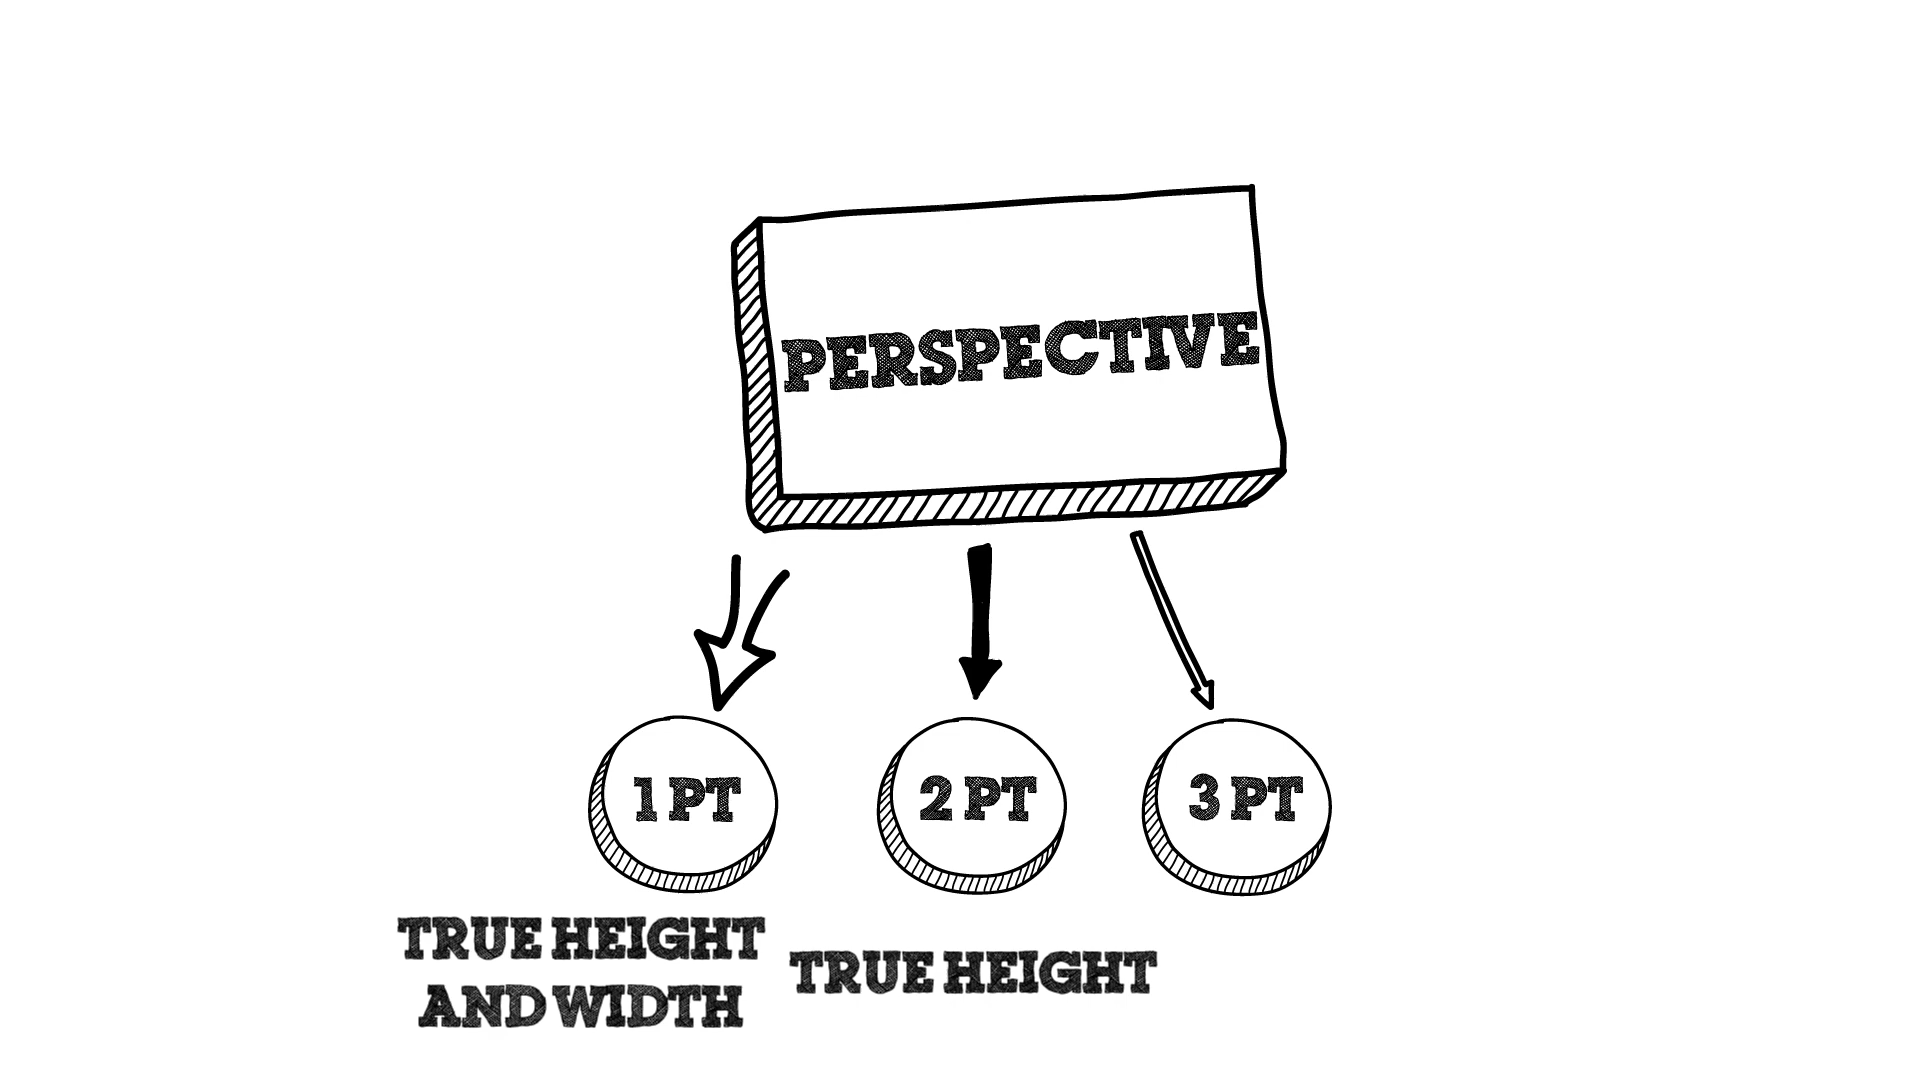 PERSPECTIVE
1 PT
2 PT
3 PT
TRUE HEIGHT
AND WIDTH
TRUE HEIGHT